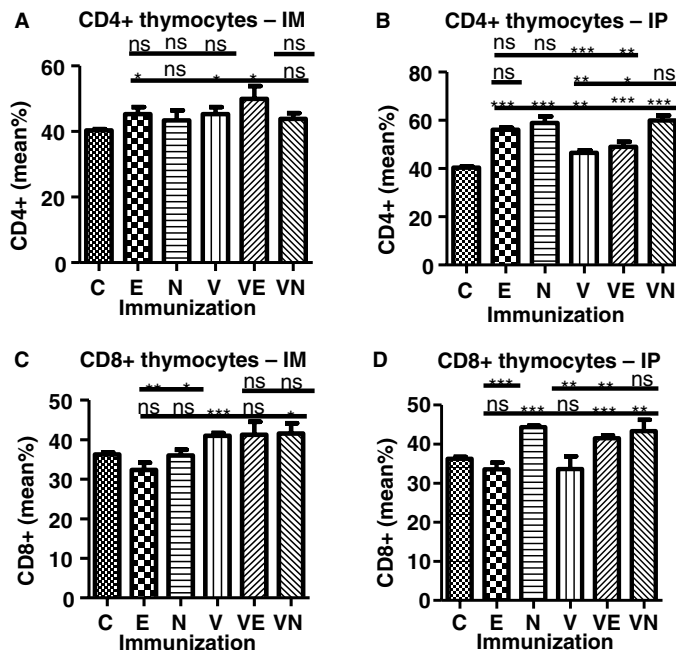 A CD4+ thymocytes – IM
ns ns ns ns
* ns * * ns
60
40
20
0
CD4+ (mean%)
C E N V VE VN
Immunization
B CD4+ thymocytes – IP
ns ns *** **
ns ** * ns
*** *** ** *** ***
80
60
40
20
0
CD4+ (mean%)
C E N V VE VN
Immunization
C CD8+ thymocytes – IM
** * ns ns
ns ns *** ns *
50
40
30
20
10
0
CD8+ (mean%)
C E N V VE VN
Immunization
D CD8+ thymocytes – IP
*** ** ** ns
ns *** ns *** **
50
40
30
20
10
0
CD8+ (mean%)
C E N V VE VN
Immunization